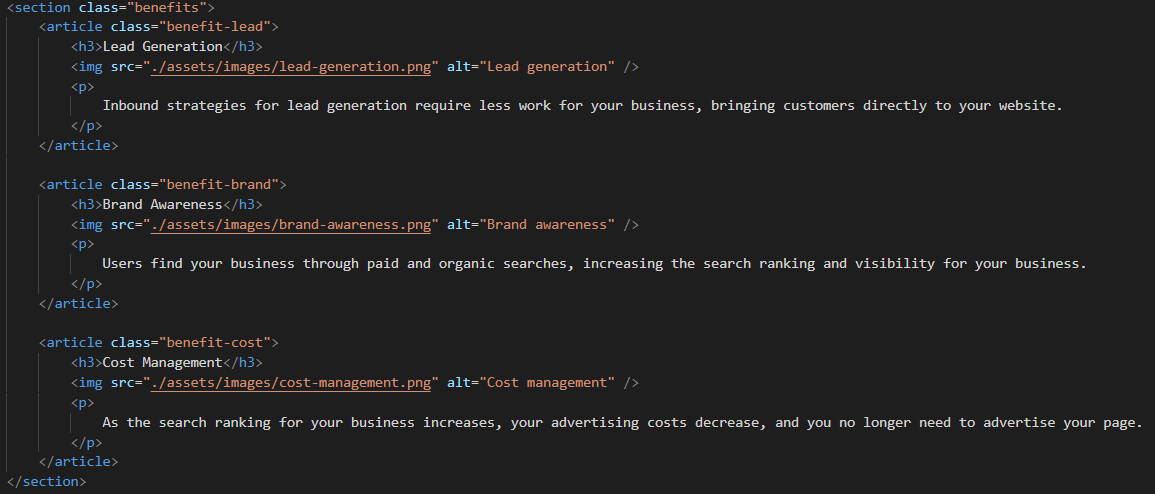 <section class="benefits">
<article class="benefit-lead">
<h3>Lead Generation</h3>
<img src="./assets/images/lead-generation.png" alt="Lead generation" />
<p>
Inbound strategies for lead generation require less work for your business, bringing customers directly to your website.
</p>
</article>
<article class="benefit-brand">
<h3>Brand Awareness</h3>
<img src="./assets/images/brand-awareness.png" alt="Brand awareness" />
<p>
Users find your business through paid and organic searches, increasing the search ranking and visibility for your business.
</p>
</article>
<article class="benefit-cost">
<h3>Cost Management</h3>
<img src="./assets/images/cost-management.png" alt="Cost management" />
<p>
As the search ranking for your business increases, your advertising costs decrease, and you no longer need to advertise your page.
</p>
</article>
</section>